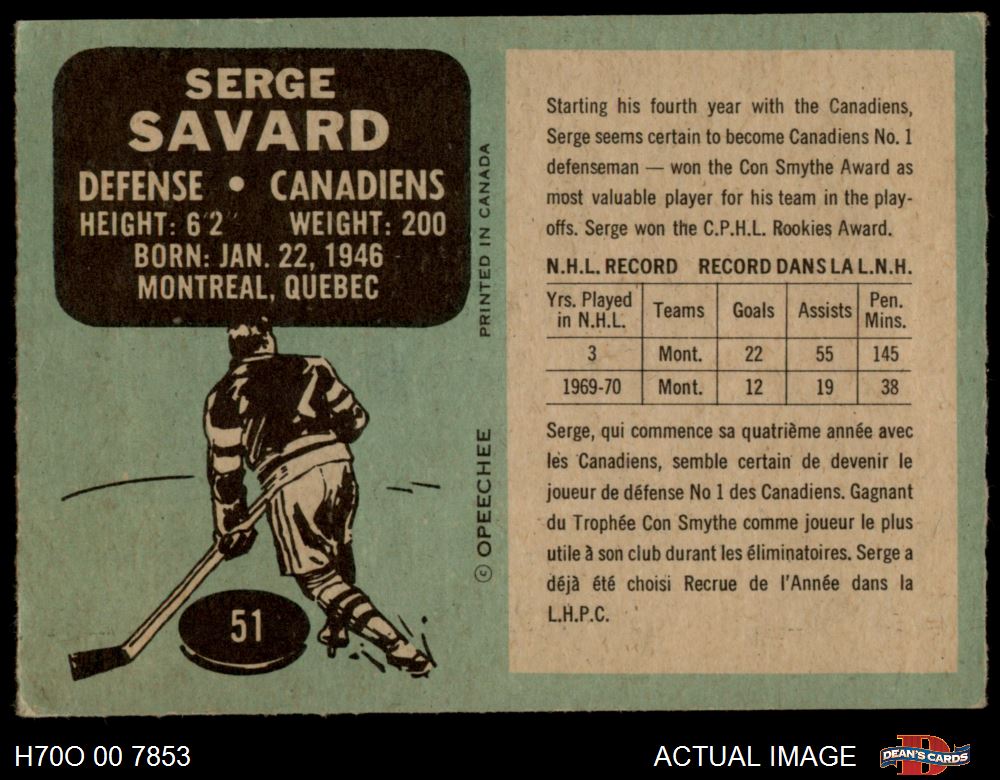 SERGE
SAVARD
DEFENSE • CANADIENS
HEIGHT: 6'2" WEIGHT: 200
BORN: JAN. 22, 1946
MONTREAL, QUEBEC
51
PRINTED IN CANADA
© OPEECHEE
Starting his fourth year with the Canadiens,
Serge seems certain to become Canadiens No. 1
defenseman — won the Con Smythe Award as
most valuable player for his team in the play-
offs. Serge won the C.P.H.L. Rookies Award.
N.H.L. RECORD RECORD DANS LA L.N.H.
Yrs. Played in N.H.L. Teams Goals Assists Pen. Mins.
3 Mont. 22 55 145
1969-70 Mont. 12 19 38
Serge, qui commence sa quatrième année avec
les Canadiens, semble certain de devenir le
joueur de défense No 1 des Canadiens. Gagnant
du Trophée Con Smythe comme joueur le plus
utile à son club durant les éliminatoires. Serge a
déjà été choisi Recrue de l'Année dans la
L.H.P.C.
H70O 00 7853
ACTUAL IMAGE
DEAN'S CARDS